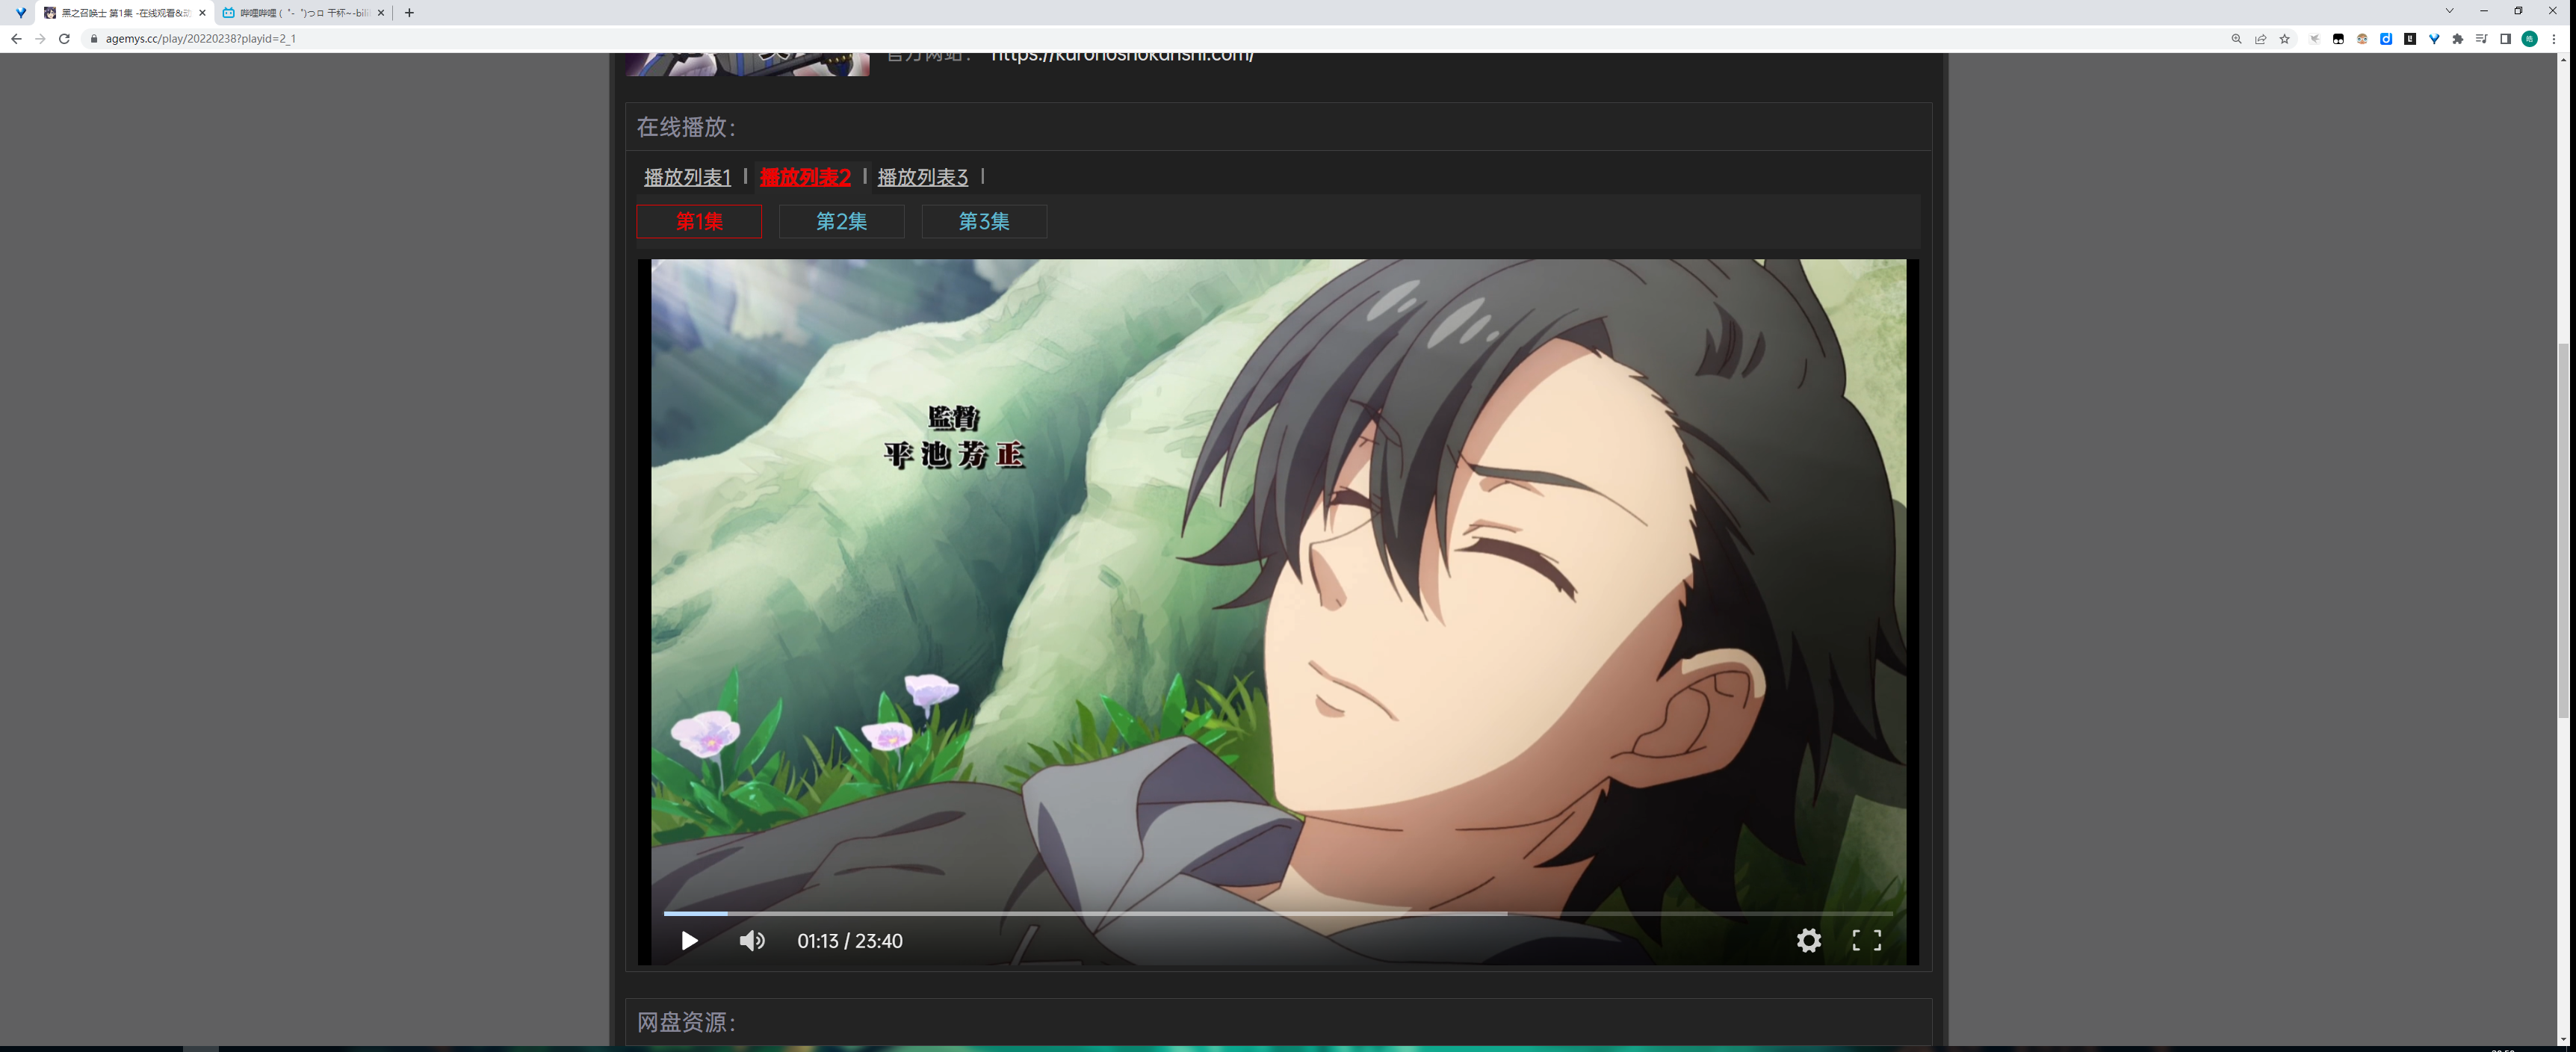 黑之召唤士 第1集 -在线观看&动
哔哩哔哩 (゜-゜)つロ 干杯~-bili
agemys.cc/play/20220238?playid=2_1
官方网站： https://kuronoshokanshi.com/
在线播放：
播放列表1 | 播放列表2 | 播放列表3 |
第1集 第2集 第3集
監督
平池芳正
01:13 / 23:40
网盘资源：